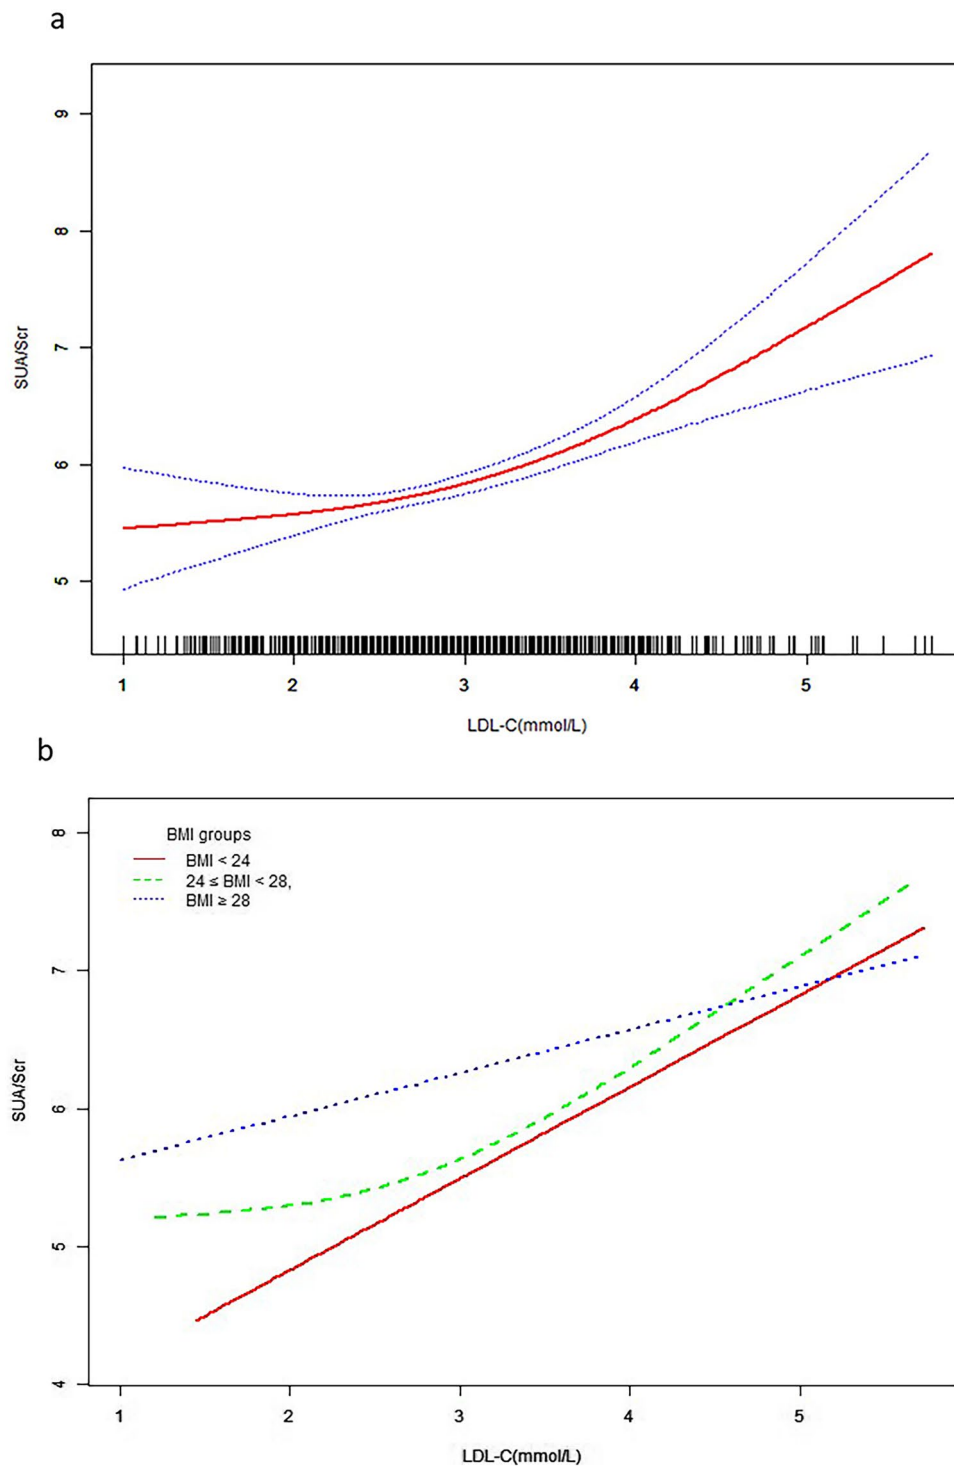 a
9
8
7
6
5
SUA/Scr
1 2 3 4 5
LDL-C(mmol/L)
b
8
7
6
5
4
SUA/Scr
BMI groups
BMI < 24
24 ≤ BMI < 28,
BMI ≥ 28
1 2 3 4 5
LDL-C(mmol/L)